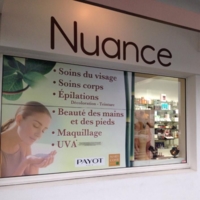 Nuance
• Soins du visage
• Soins corps
• Épilations
• Beauté des mains
et des pieds
• Maquillage
• UVA
PAYOT